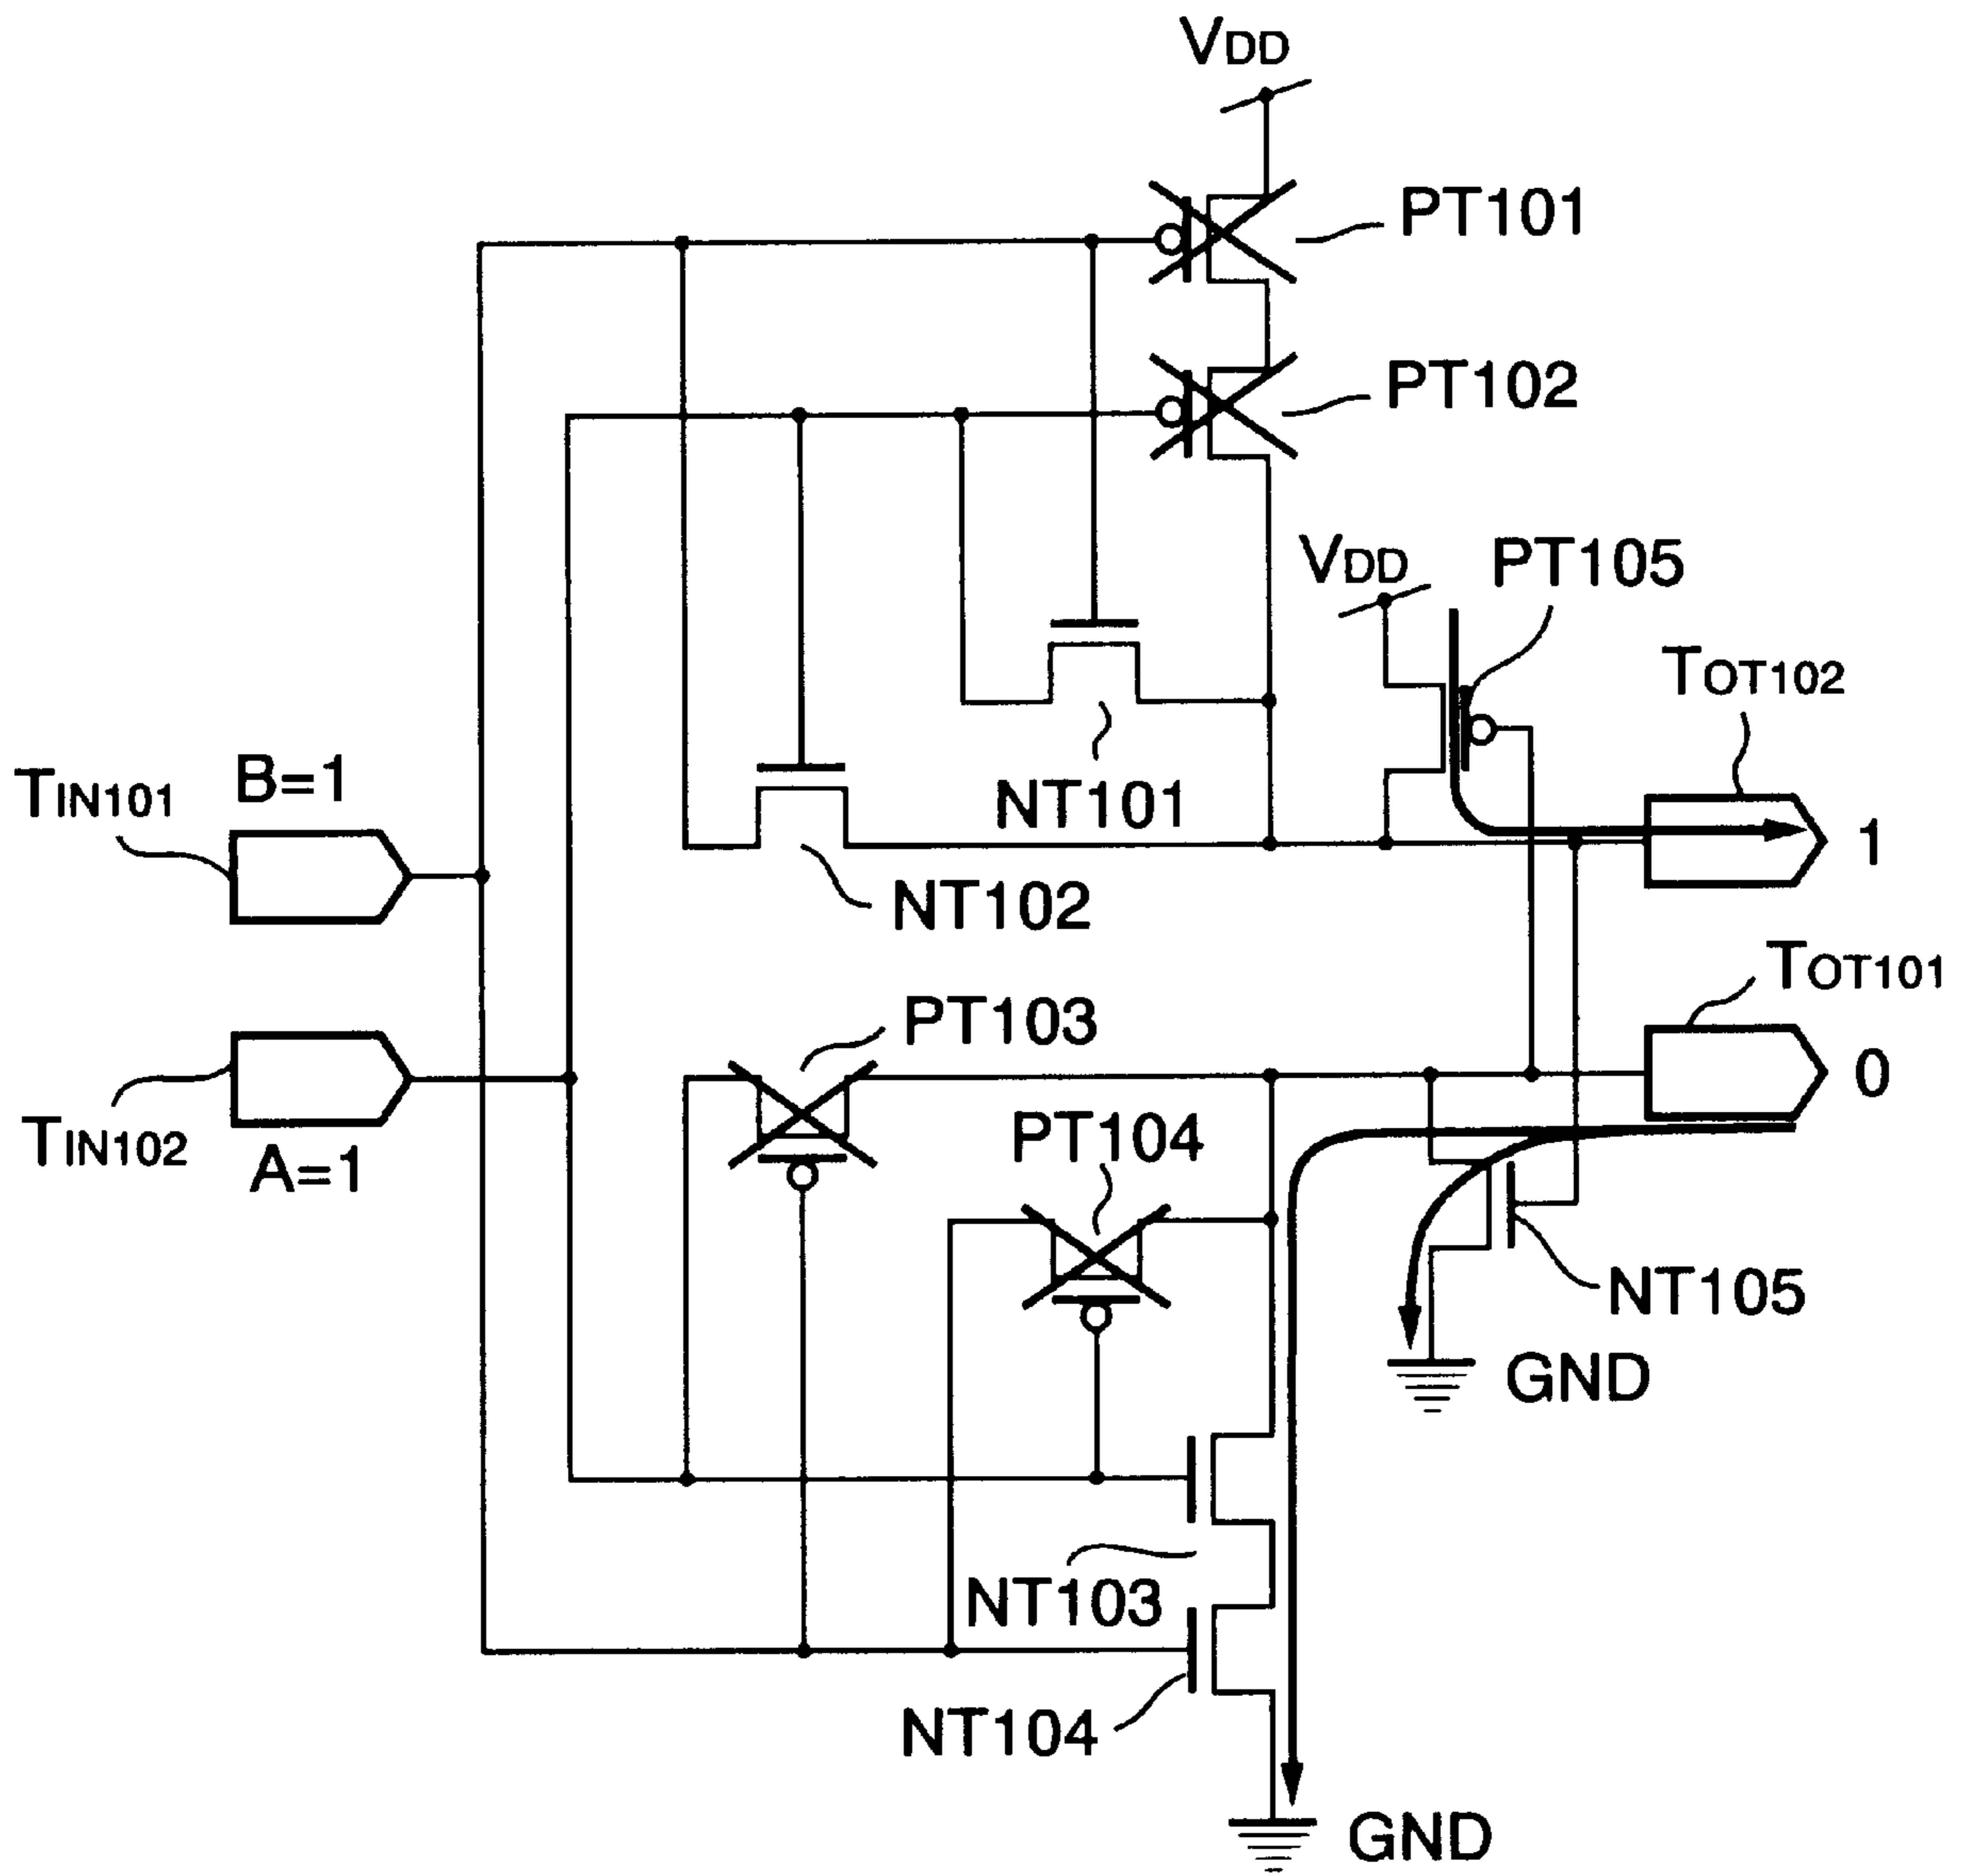 VDD
PT101
PT102
VDD
PT105
TOT102
B=1
TIN101
NT101
1
NT102
TOT101
PT103
0
PT104
TIN102
A=1
NT105
GND
NT103
NT104
GND